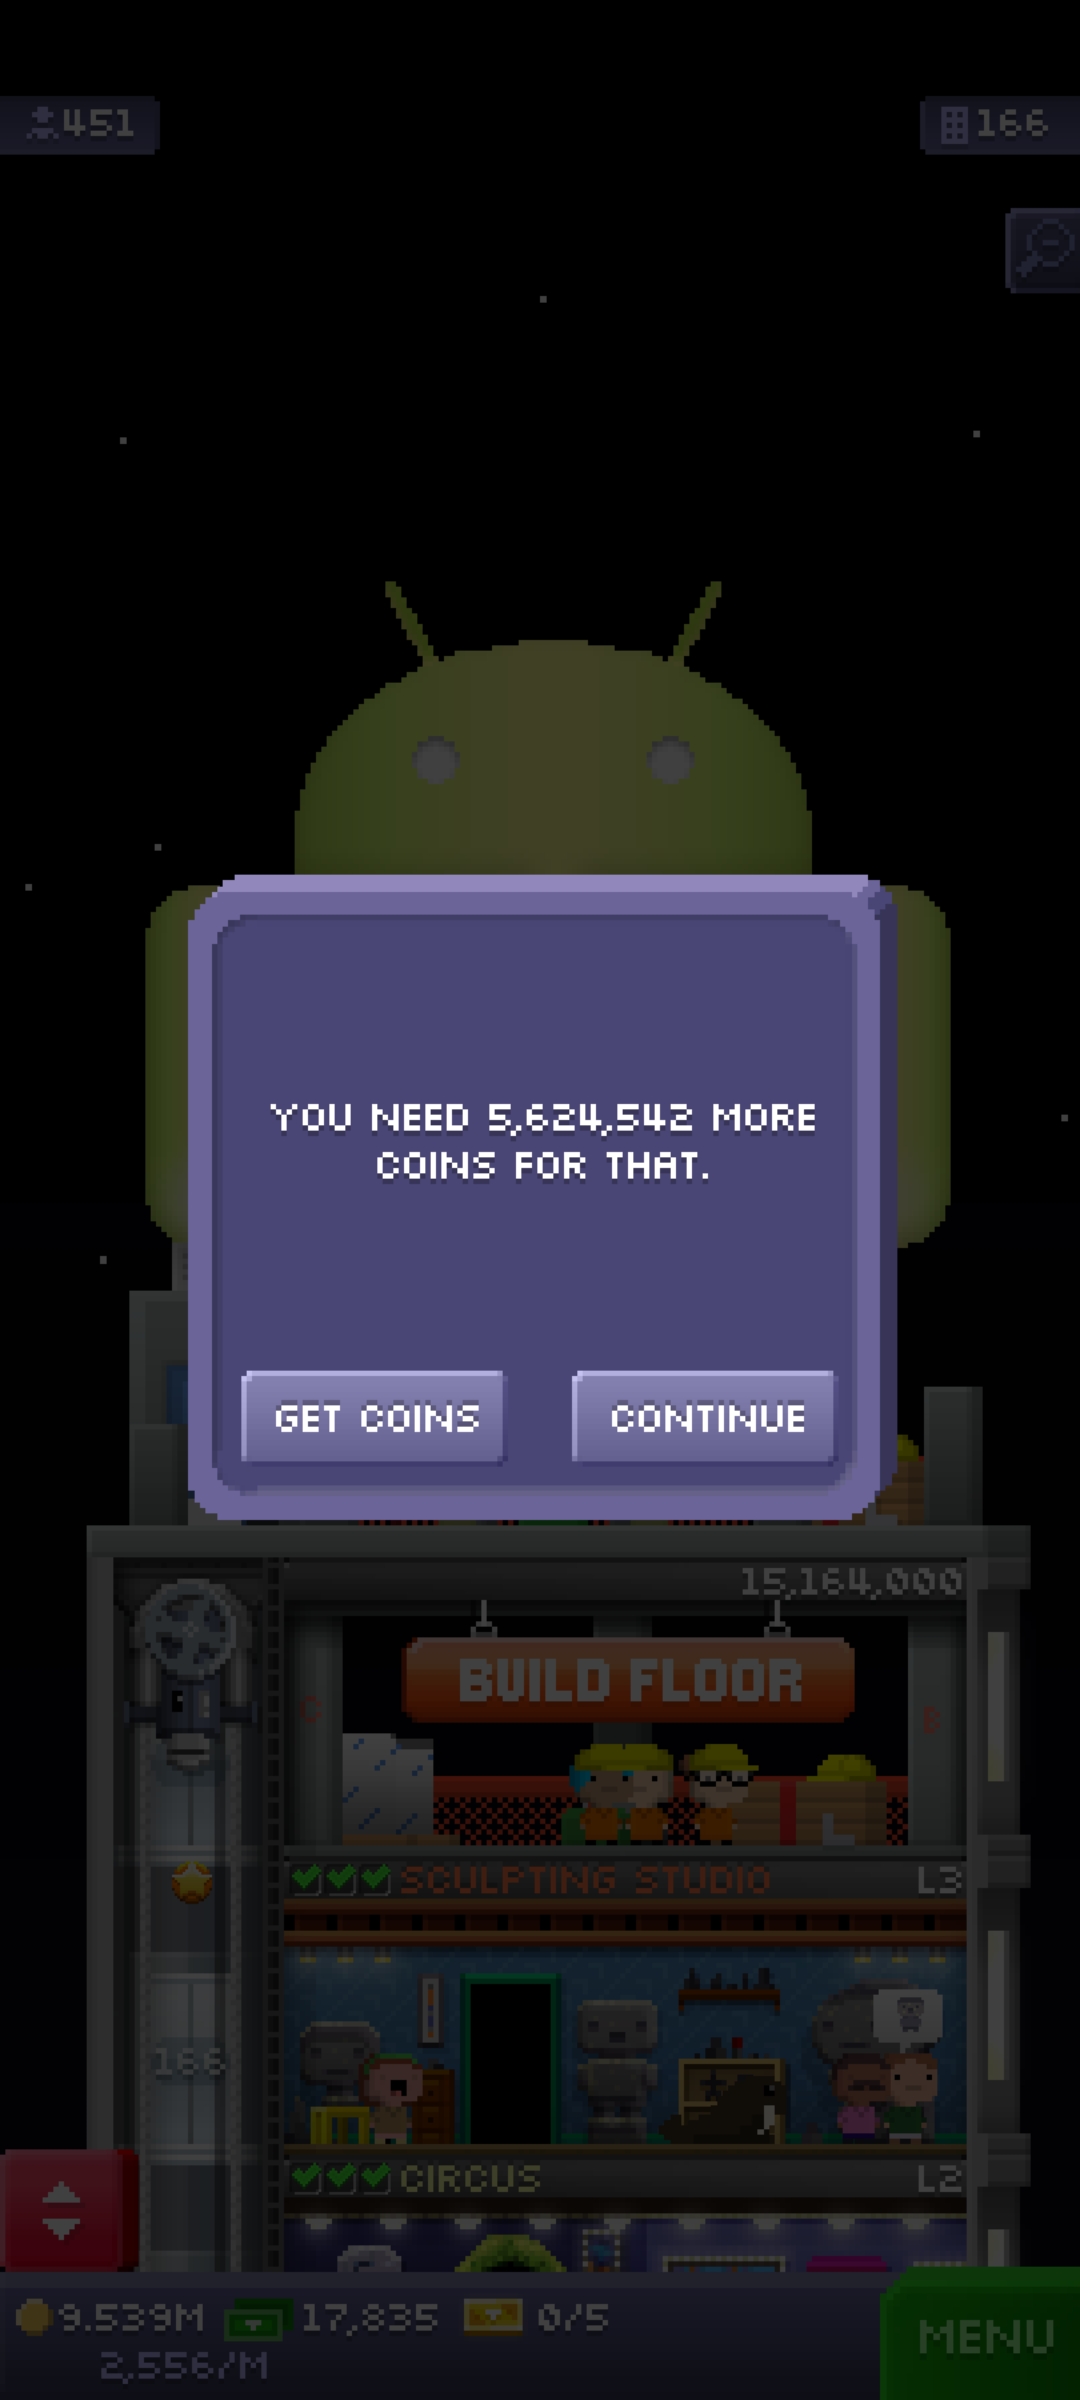 451
166
YOU NEED 5,624,542 MORE
COINS FOR THAT.
GET COINS
CONTINUE
15,164,000
BUILD FLOOR
C
B
SCULPTING STUDIO
L3
166
CIRCUS
L2
9.539M
17,835
0/5
2,556/M
MENU